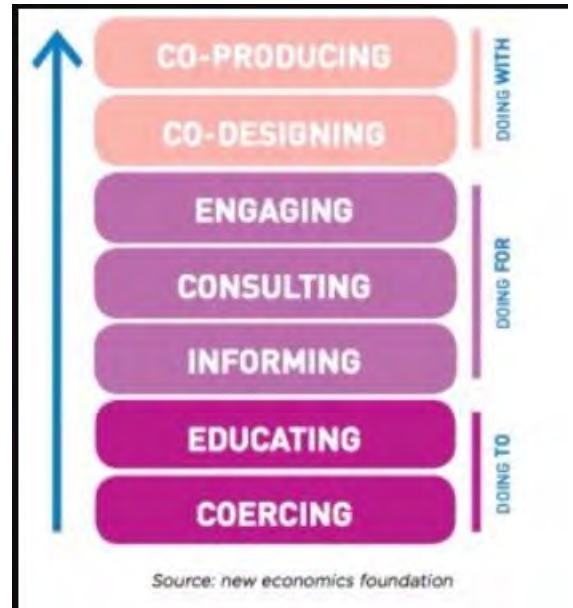 CO-PRODUCING
CO-DESIGNING
DOING WITH
ENGAGING
CONSULTING
INFORMING
DOING FOR
EDUCATING
COERCING
DOING TO
Source: new economics foundation